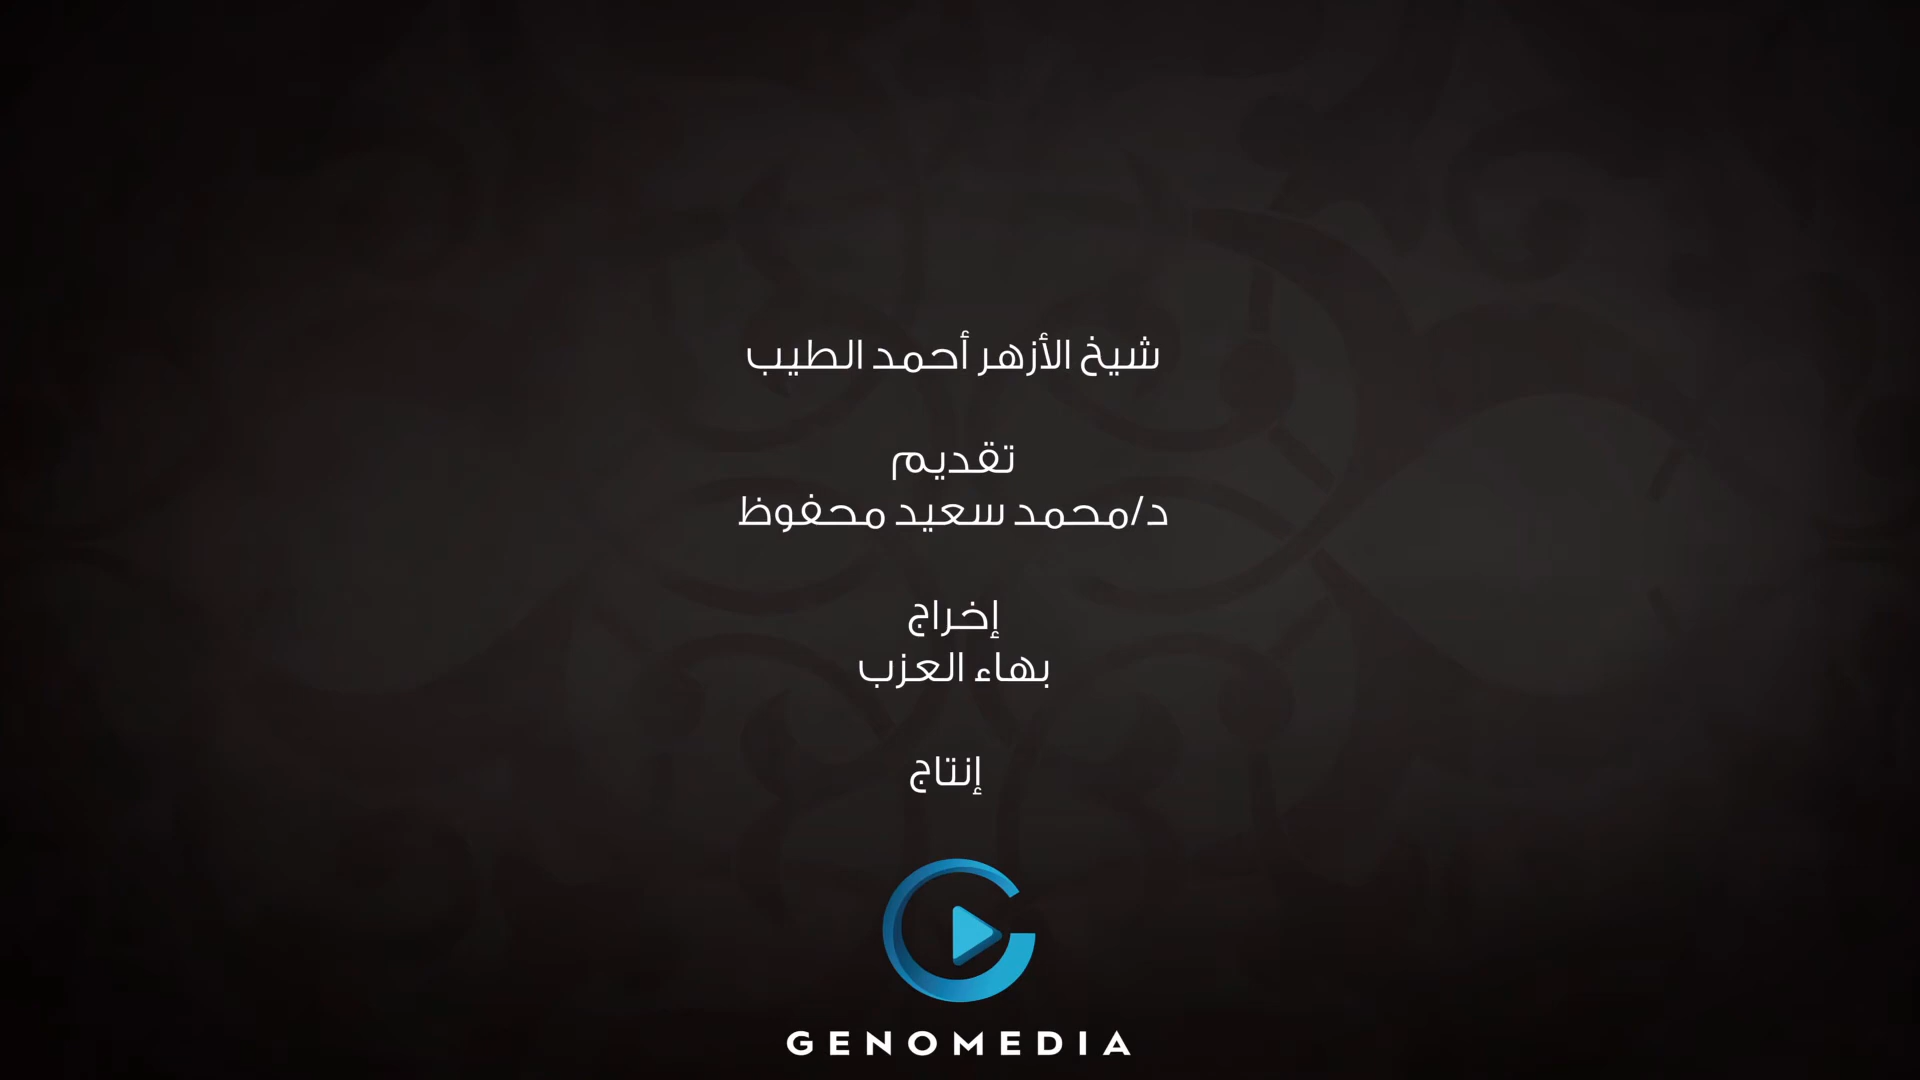 شيخ الأزهر أحمد الطيب
تقديم
د/محمد سعيد محفوظ
إخراج
بهاء العزب
إنتاج
GENOMEDIA